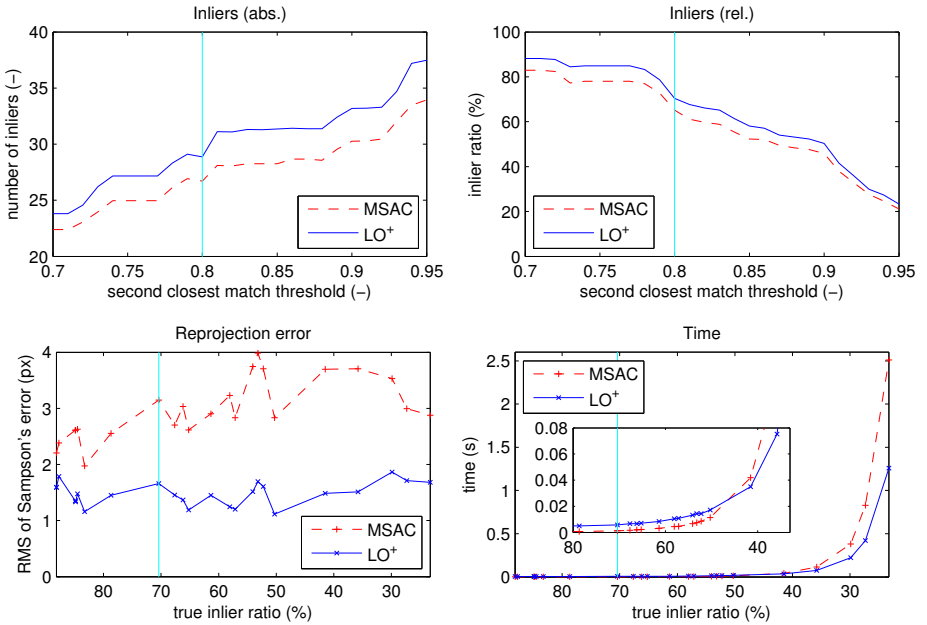 Inliers (abs.)
number of inliers (−)
40
35
30
25
20
MSAC
LO+
0.7 0.75 0.8 0.85 0.9 0.95
second closest match threshold (−)
Inliers (rel.)
inlier ratio (%)
100
80
60
40
20
0
MSAC
LO+
0.7 0.75 0.8 0.85 0.9 0.95
second closest match threshold (−)
Reprojection error
RMS of Sampson's error (px)
4
3
2
1
0
MSAC
LO+
80 70 60 50 40 30
true inlier ratio (%)
Time
time (s)
2.5
2
1.5
1
0.5
0
MSAC
LO+
0.08
0.06
0.04
0.02
0
80 60 40
80 70 60 50 40 30
true inlier ratio (%)